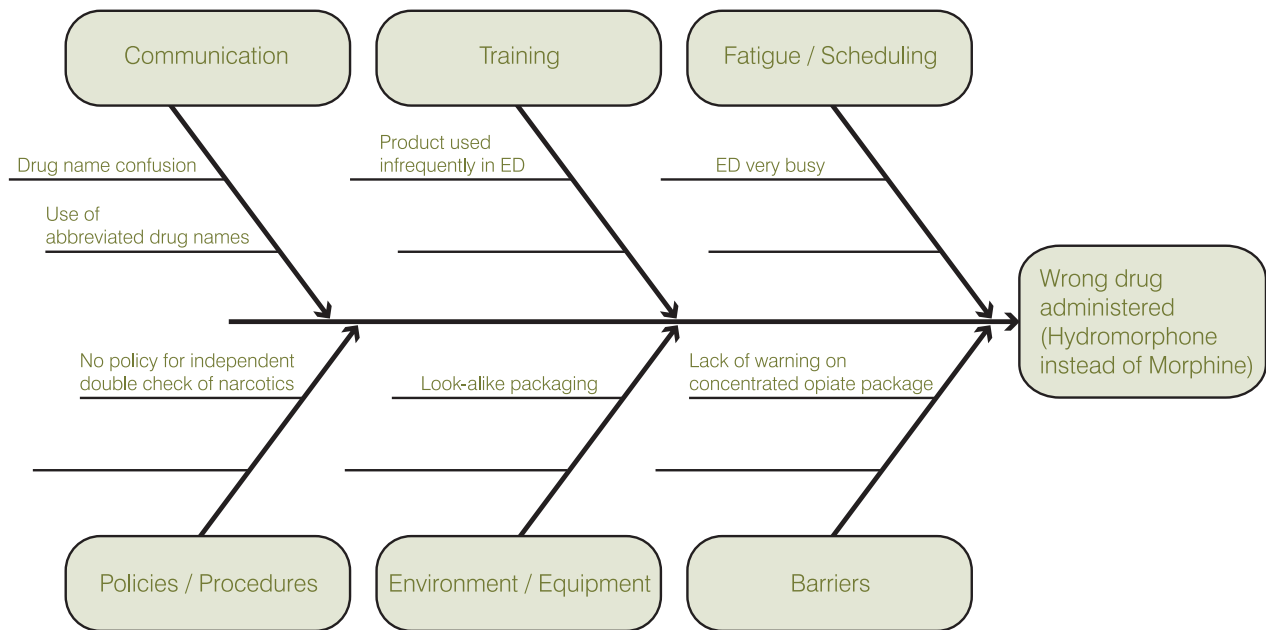 Communication
Training
Fatigue / Scheduling
Drug name confusion
Use of
abbreviated drug names
Product used
infrequently in ED
ED very busy
Wrong drug
administered
(Hydromorphone
instead of Morphine)
No policy for independent
double check of narcotics
Look-alike packaging
Lack of warning on
concentrated opiate package
Policies / Procedures
Environment / Equipment
Barriers